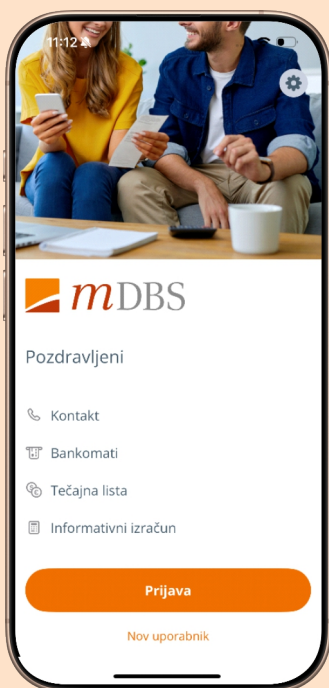 11:12
mDBS
Pozdravljeni
Kontakt
Bankomati
Tečajna lista
Informativni izračun
Prijava
Nov uporabnik